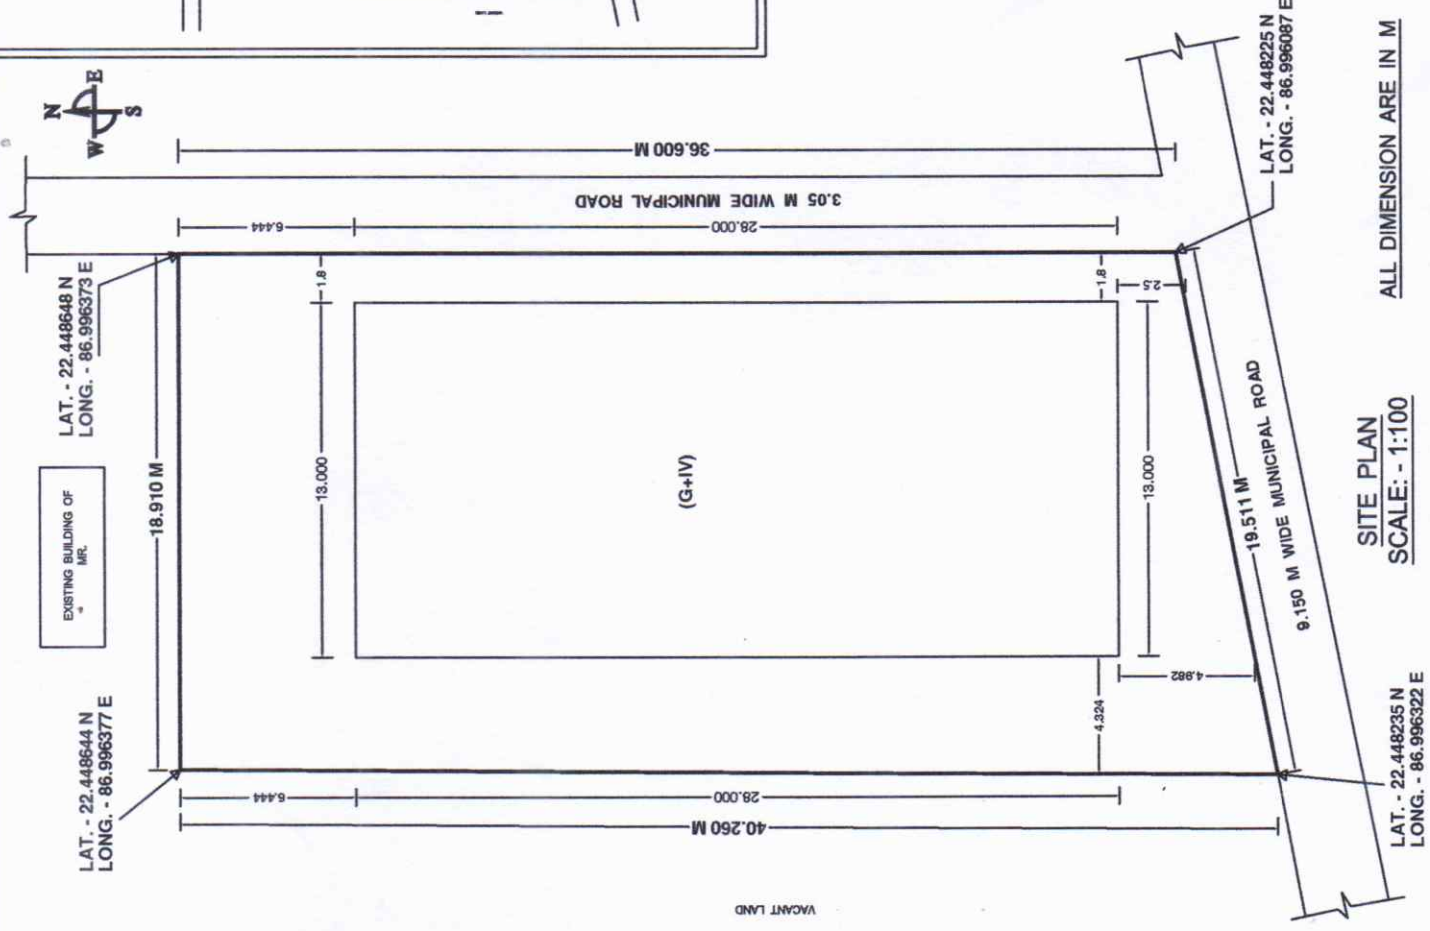 N
W E
S
36.600 M
3.05 M WIDE MUNICIPAL ROAD
6.444
28.000
LAT. - 22.448648 N
LONG. - 86.996373 E
LAT. - 22.448225 N
LONG. - 86.996087 E
EXISTING BUILDING OF
MR.
18.910 M
1.8
1.8
2.5
13.000
(G+IV)
13.000
4.982
4.324
19.511 M
9.150 M WIDE MUNICIPAL ROAD
LAT. - 22.448644 N
LONG. - 86.996377 E
6.444
28.000
40.260 M
LAT. - 22.448235 N
LONG. - 86.996322 E
VACANT LAND
SITE PLAN
SCALE: - 1:100
ALL DIMENSION ARE IN M